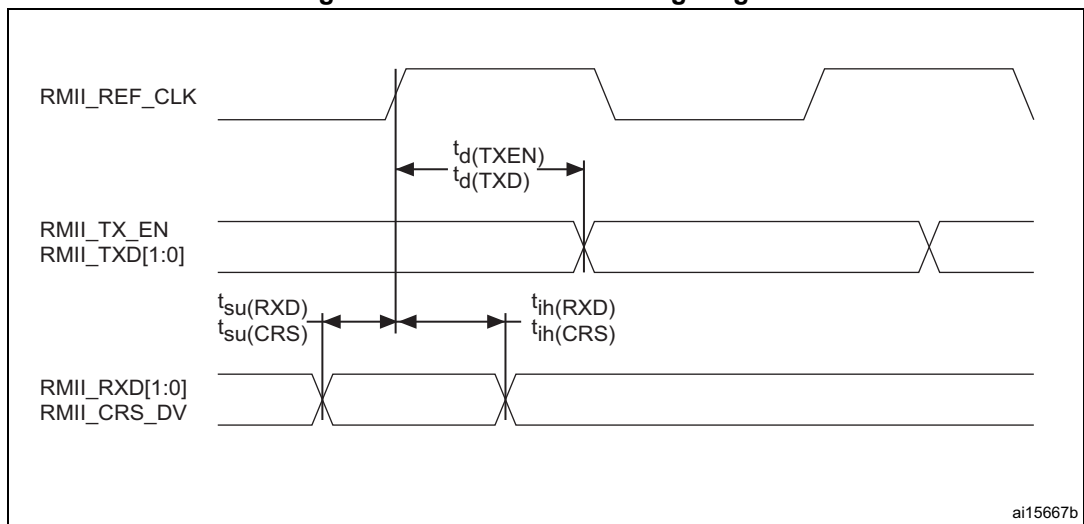 RMII_REF_CLK
td(TXEN)
td(TXD)
RMII_TX_EN
RMII_TXD[1:0]
tsu(RXD)
tsu(CRS)
tih(RXD)
tih(CRS)
RMII_RXD[1:0]
RMII_CRS_DV
ai15667b